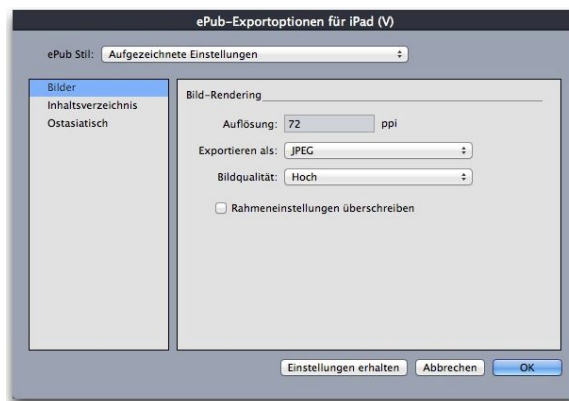 ePub-Exportoptionen für iPad (V)
ePub Stil: Aufgezeichnete Einstellungen
Bilder
Inhaltsverzeichnis
Ostasiatisch
Bild-Rendering
Auflösung: 72 ppi
Exportieren als: JPEG
Bildqualität: Hoch
Rahmeneinstellungen überschreiben
Einstellungen erhalten Abbrechen OK